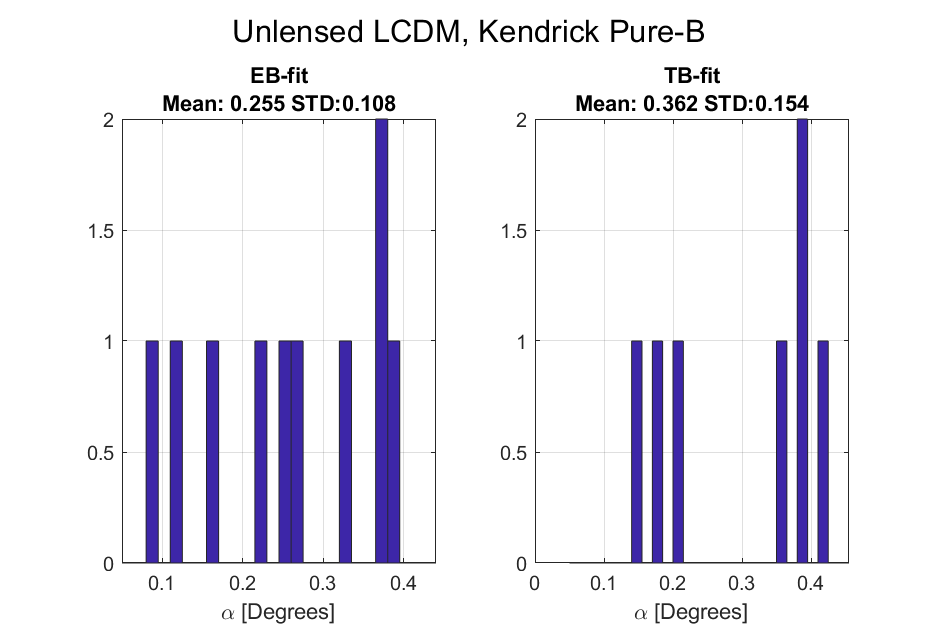 Unlensed LCDM, Kendrick Pure-B
EB-fit
Mean: 0.255 STD:0.108
2
1.5
1
0.5
0
0.1 0.2 0.3 0.4
α [Degrees]
TB-fit
Mean: 0.362 STD:0.154
2
1.5
1
0.5
0
0 0.1 0.2 0.3 0.4
α [Degrees]